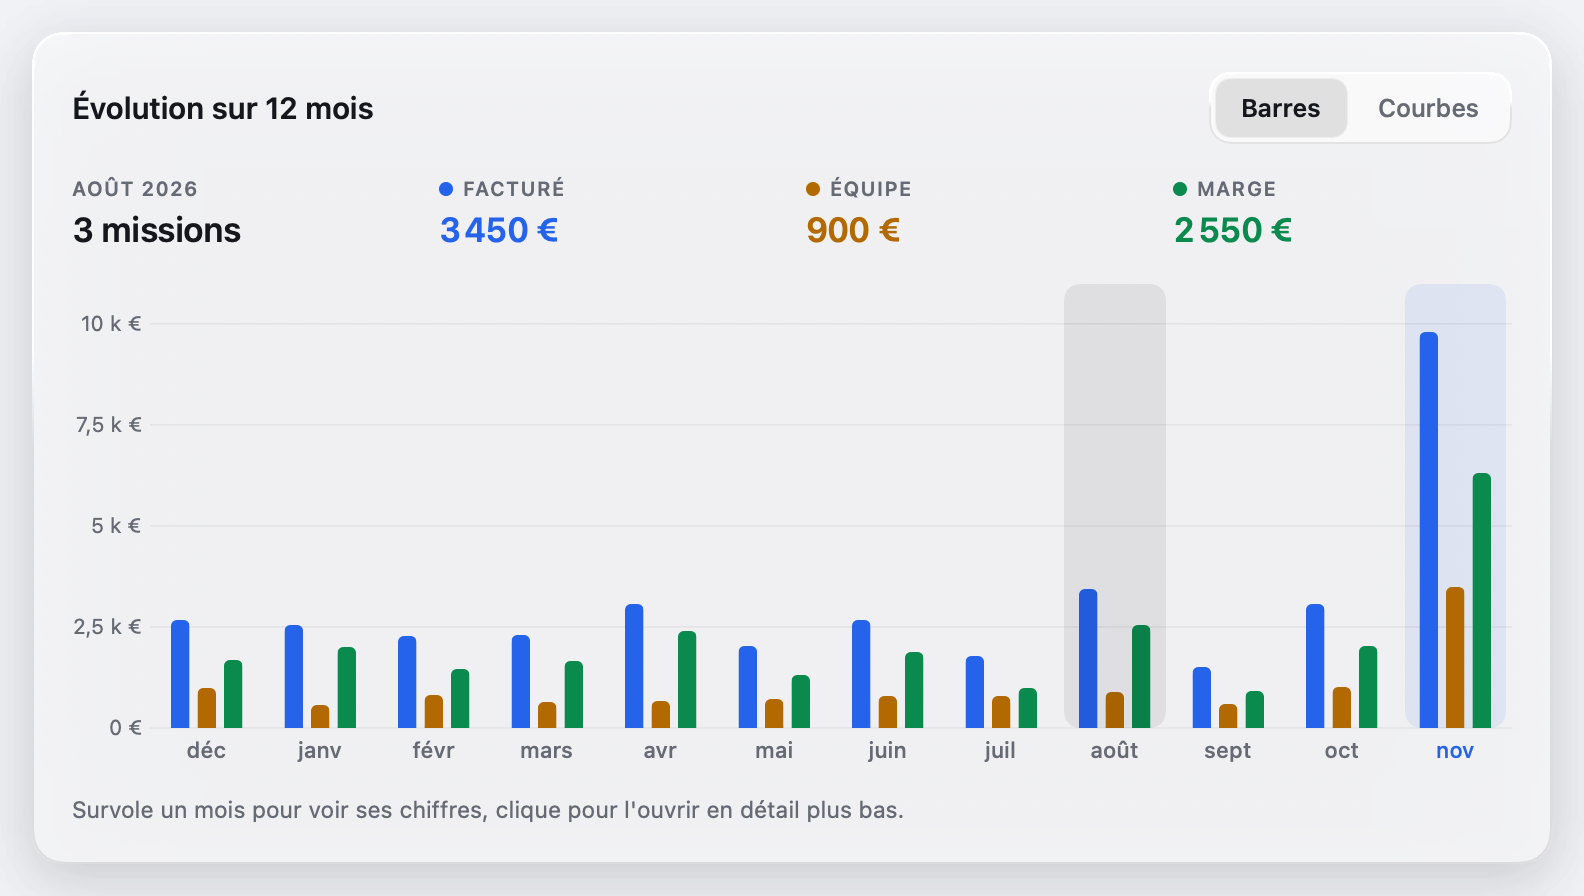 Évolution sur 12 mois
Barres
Courbes
AOÛT 2026
3 missions
FACTURÉ
3 450 €
ÉQUIPE
900 €
MARGE
2 550 €
10 k €
7,5 k €
5 k €
2,5 k €
0 €
déc
janv
févr
mars
avr
mai
juin
juil
août
sept
oct
nov
Survole un mois pour voir ses chiffres, clique pour l'ouvrir en détail plus bas.